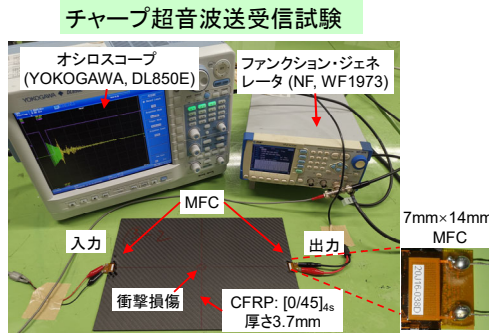 チャープ超音波送受信試験
オシロスコープ
(YOKOGAWA, DL850E)
ファンクション・ジェネ
レータ (NF, WF1973)
MFC
7mm×14mm
MFC
入力
出力
衝撃損傷
CFRP: [0/45]4s
厚さ3.7mm